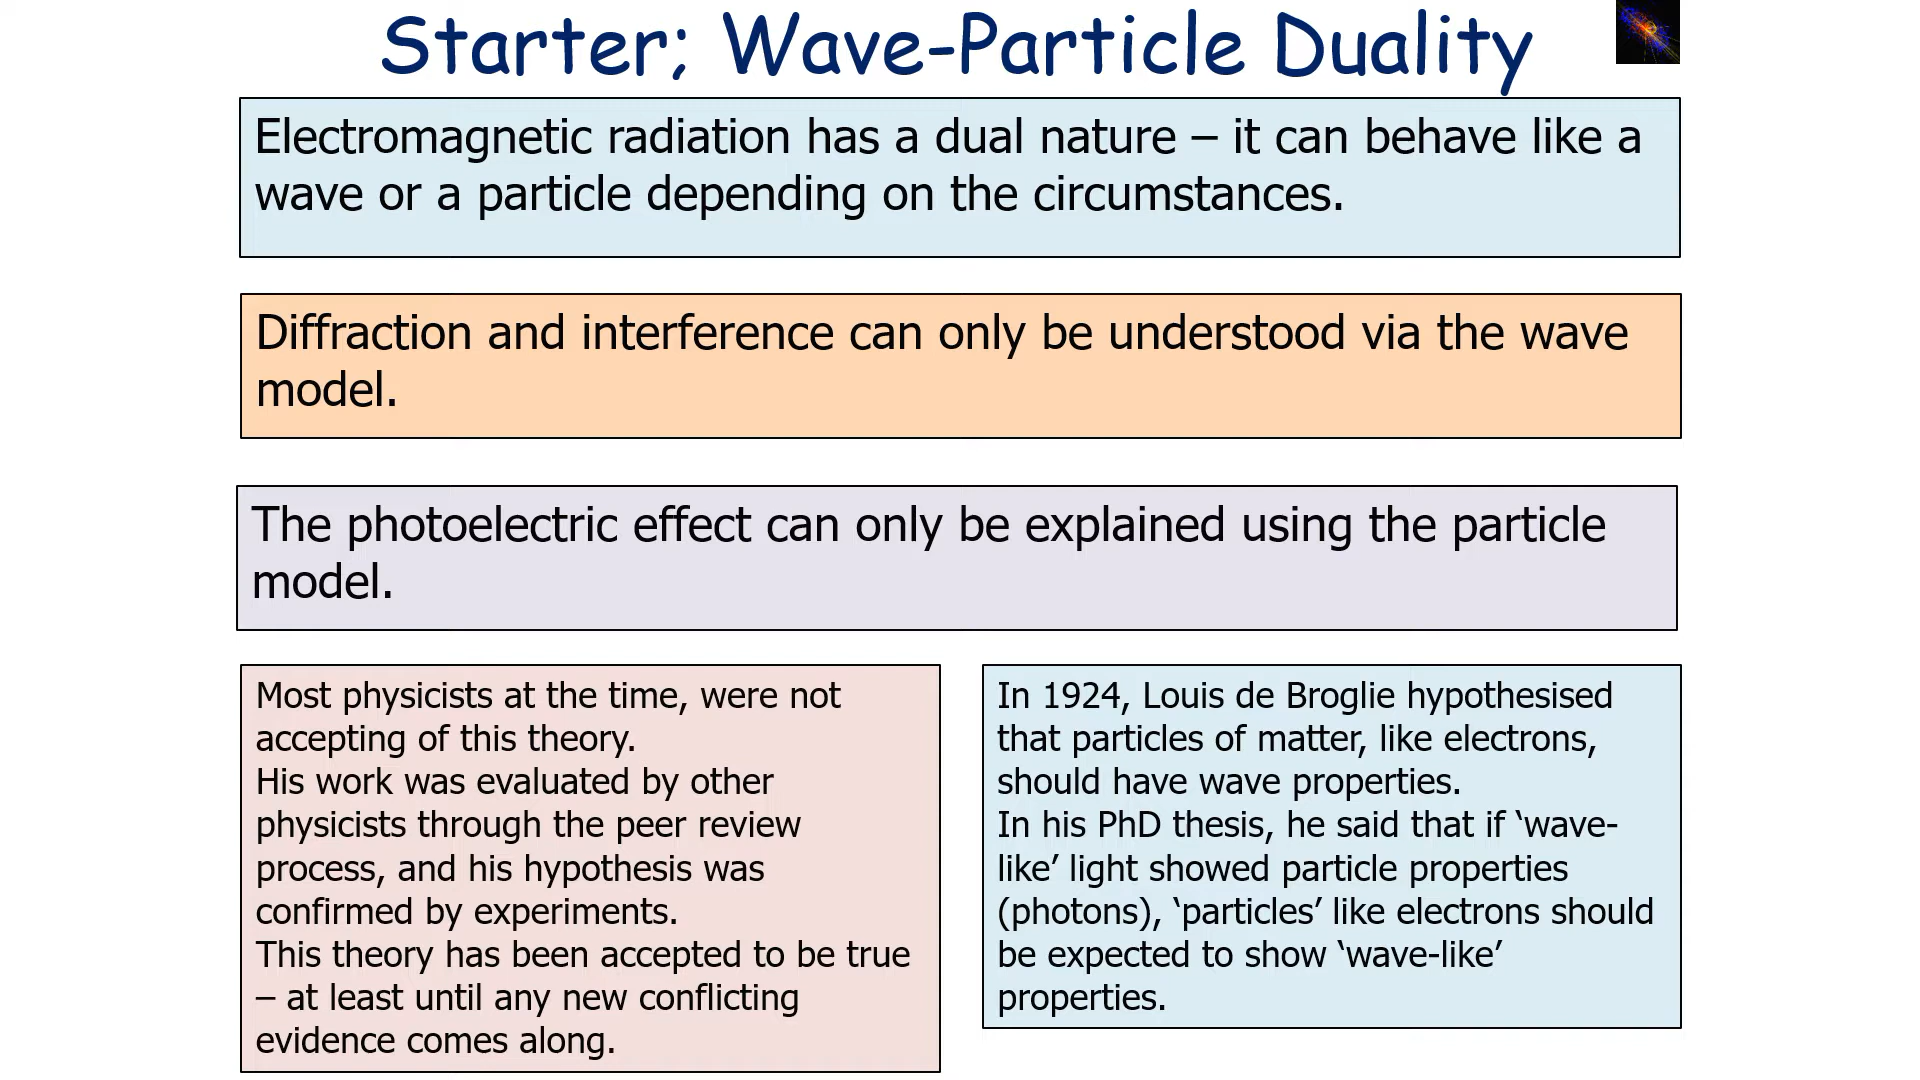 Starter; Wave-Particle Duality
Electromagnetic radiation has a dual nature – it can behave like a
wave or a particle depending on the circumstances.
Diffraction and interference can only be understood via the wave
model.
The photoelectric effect can only be explained using the particle
model.
Most physicists at the time, were not
accepting of this theory.
His work was evaluated by other
physicists through the peer review
process, and his hypothesis was
confirmed by experiments.
This theory has been accepted to be true
– at least until any new conflicting
evidence comes along.
In 1924, Louis de Broglie hypothesised
that particles of matter, like electrons,
should have wave properties.
In his PhD thesis, he said that if ‘wave-
like’ light showed particle properties
(photons), ‘particles’ like electrons should
be expected to show ‘wave-like’
properties.